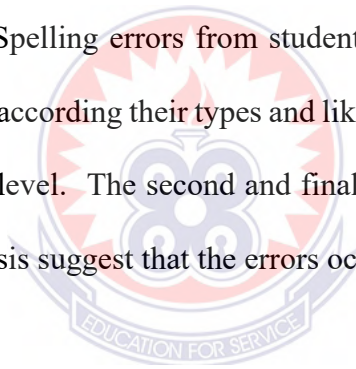 Spelling errors from student
according their types and lik
level. The second and final
sis suggest that the errors oc
EDUCATION FOR SERVICE